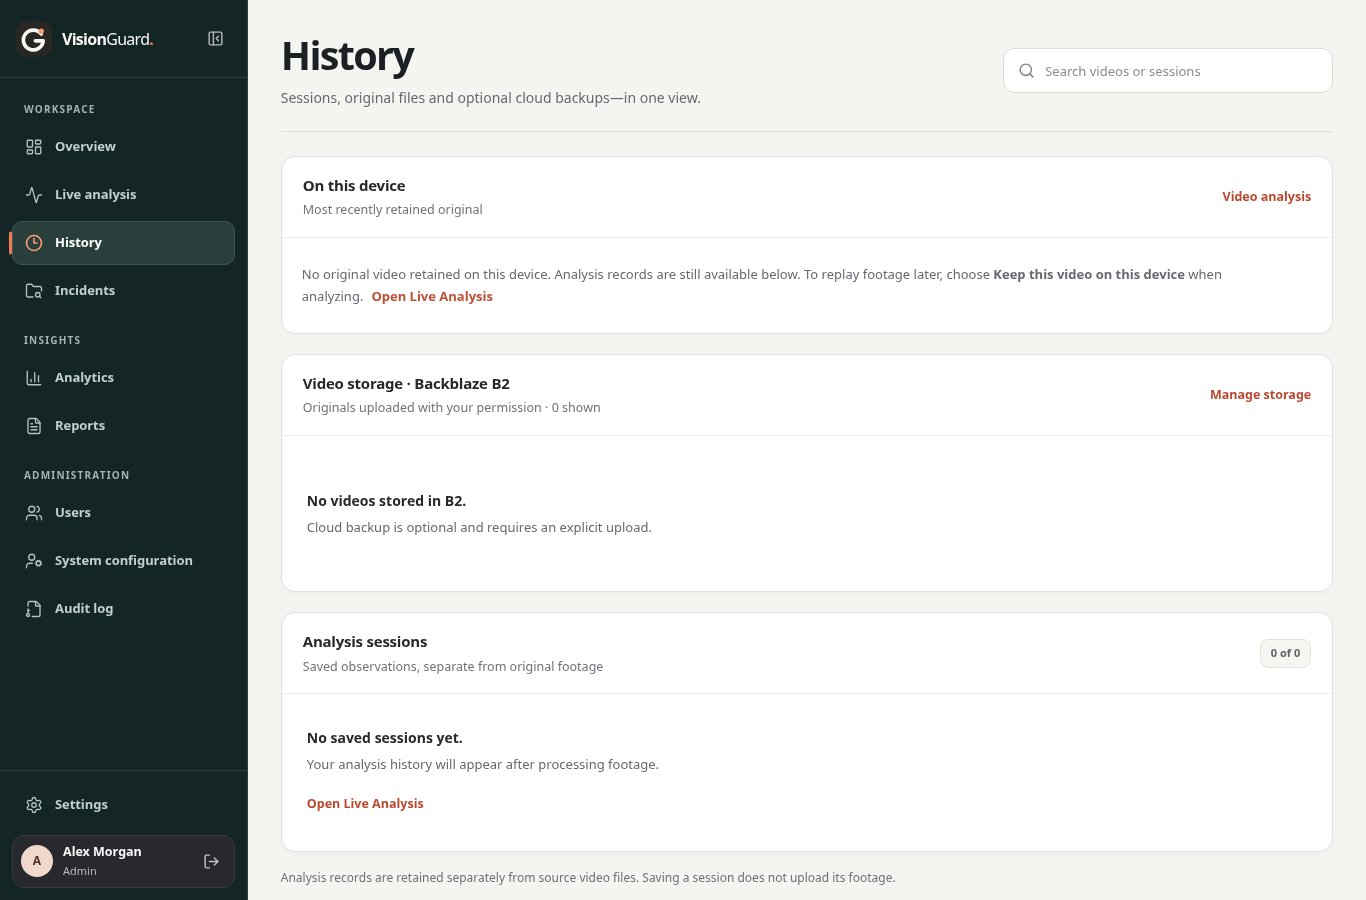 VisionGuard.
WORKSPACE
Overview
Live analysis
History
Incidents
INSIGHTS
Analytics
Reports
ADMINISTRATION
Users
System configuration
Audit log
Settings
A
Alex Morgan
Admin
History
Sessions, original files and optional cloud backups—in one view.
Search videos or sessions
On this device
Most recently retained original
Video analysis
No original video retained on this device. Analysis records are still available below. To replay footage later, choose Keep this video on this device when
analyzing. Open Live Analysis
Video storage · Backblaze B2
Originals uploaded with your permission · 0 shown
Manage storage
No videos stored in B2.
Cloud backup is optional and requires an explicit upload.
Analysis sessions
Saved observations, separate from original footage
0 of 0
No saved sessions yet.
Your analysis history will appear after processing footage.
Open Live Analysis
Analysis records are retained separately from source video files. Saving a session does not upload its footage.